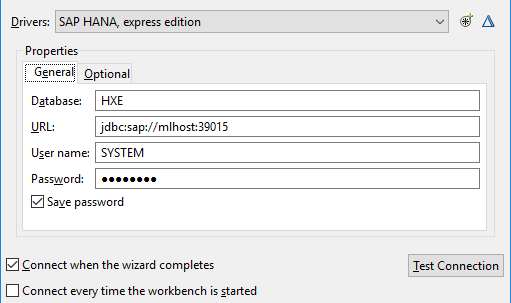 Drivers: SAP HANA, express edition
Properties
General Optional
Database: HXE
URL: jdbc:sap://mlhost:39015
User name: SYSTEM
Password: ●●●●●●●●
Save password
Connect when the wizard completes Test Connection
Connect every time the workbench is started